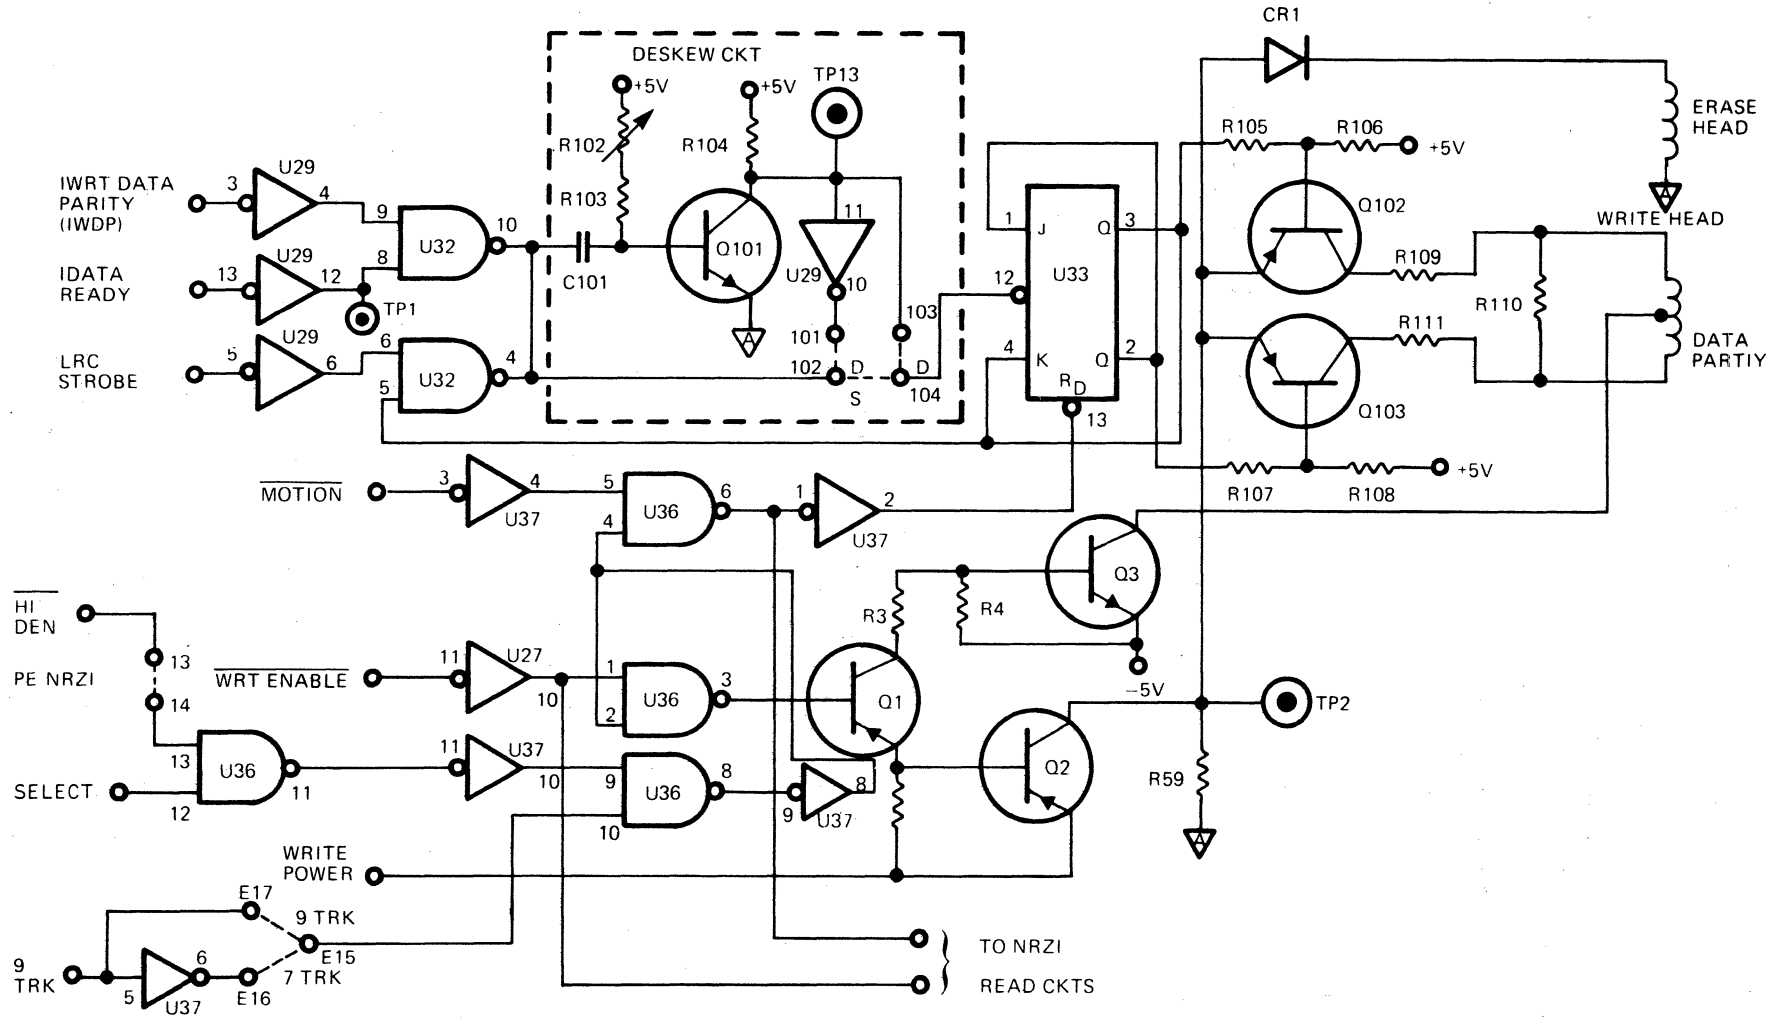 CR1
DESKEW CKT
+5V
+5V
TP13
R102
R104
R103
ERASE
HEAD
R105
R106
+5V
IWRT DATA
PARITY
(IWDP)
3
U29
4
9
10
U32
8
C101
Q101
11
U29
10
A
101
103
102
D
D
104
S
1
J
Q
3
12
U33
4
K
Q
2
R
D
13
Q102
A
WRITE HEAD
R109
R110
R111
DATA
PARTIY
Q103
IDATA
READY
13
U29
12
TP1
LRC
STROBE
5
U29
6
6
4
U32
5
+5V
R107
R108
MOTION
3
4
U37
5
6
U36
4
1
2
U37
Q3
R3
R4
−5V
HI
DEN
13
PE NRZI
14
WRT ENABLE
11
U27
10
1
3
U36
2
Q1
TP2
SELECT
13
U36
12
11
11
U37
10
9
8
U36
10
9
8
U37
Q2
R59
A
WRITE
POWER
E17
9 TRK
E15
7 TRK
E16
9
TRK
5
6
U37
TO NRZI
READ CKTS